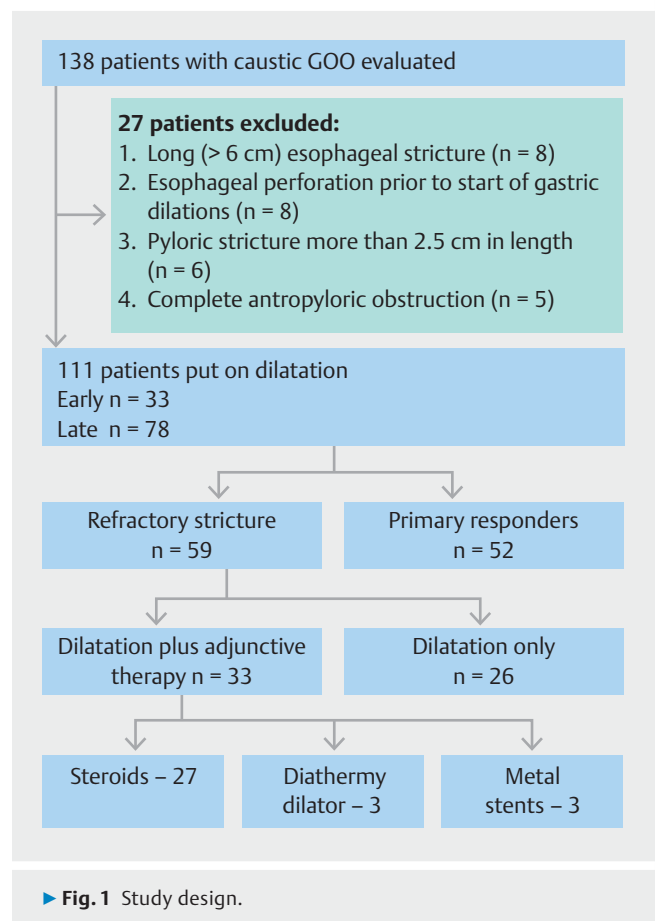 138 patients with caustic GOO evaluated
27 patients excluded:
1. Long (> 6 cm) esophageal stricture (n = 8)
2. Esophageal perforation prior to start of gastric
dilations (n = 8)
3. Pyloric stricture more than 2.5 cm in length
(n = 6)
4. Complete antropyloric obstruction (n = 5)
111 patients put on dilatation
Early n = 33
Late n = 78
Refractory stricture
n = 59
Primary responders
n = 52
Dilatation plus adjunctive
therapy n = 33
Dilatation only
n = 26
Steroids – 27
Diathermy
dilator – 3
Metal
stents – 3
▶ Fig. 1 Study design.